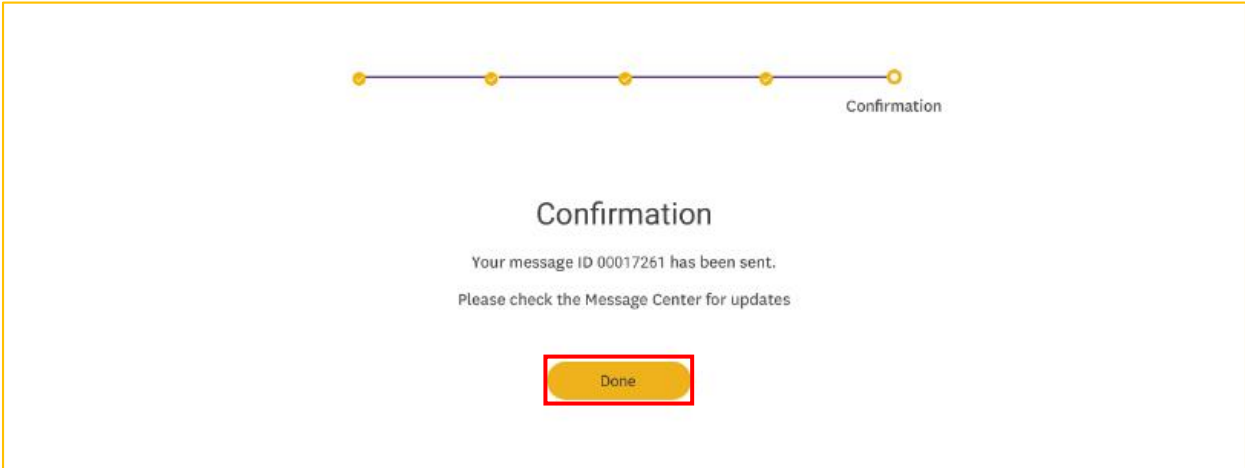 Confirmation
Confirmation
Your message ID 00017261 has been sent.
Please check the Message Center for updates
Done